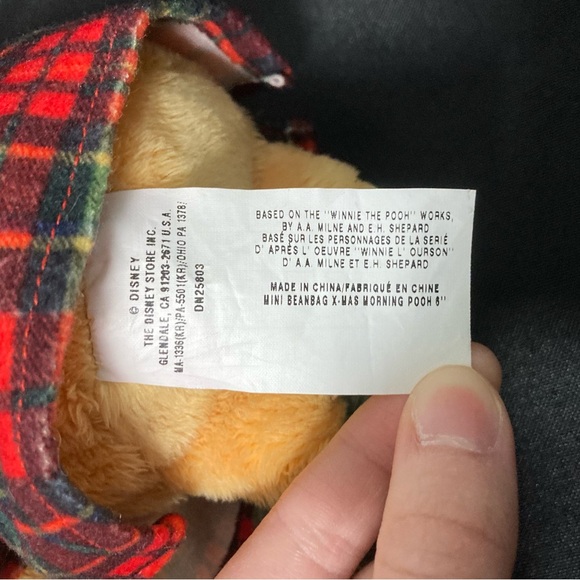 BASED ON THE "WINNIE THE POOH" WORKS,
BY A.A. MILNE AND E.H. SHEPARD
BASÉ SUR LES PERSONNAGES DE LA SERIÉ
D' APRÈS L' OEUVRE "WINNIE L' OURSON"
D' A.A. MILNE ET E.H. SHEPARD
MADE IN CHINA/FABRIQUÉ EN CHINE
MINI BEANBAG X-MAS MORNING POOH 8"
© DISNEY
THE DISNEY STORE INC.
GLENDALE, CA 91203-2671 U.S.A.
MA-1336(KR)/PA-5501(KR)/OHIO PA 1378/
DN25803